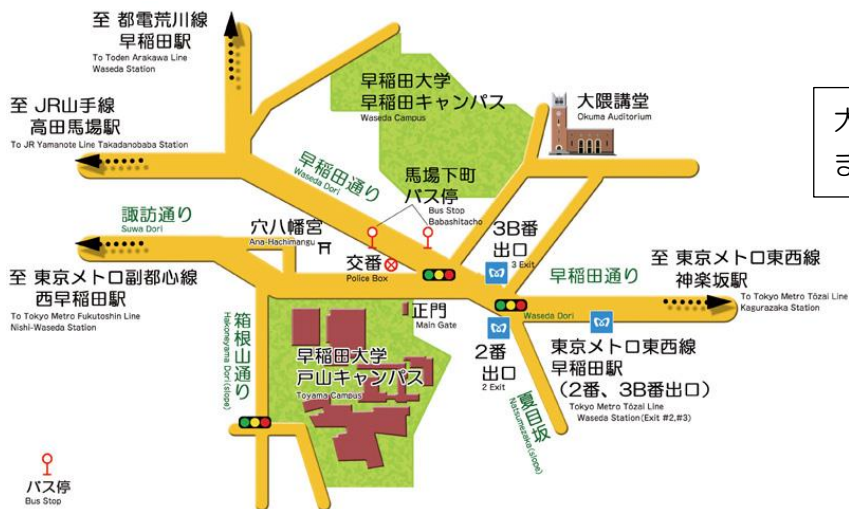 至 都電荒川線
早稲田駅
To Toden Arakawa Line
Waseda Station
至 JR山手線
高田馬場駅
To JR Yamanote Line Takadanobaba Station
早稲田大学
早稲田キャンパス
Waseda Campus
大隈講堂
Okuma Auditorium
大
ま
早稲田通り
Waseda Dori
馬場下町
バス停
Bus Stop
Babashitacho
諏訪通り
Suwa Dori
穴八幡宮
Ana-Hachimangu
交番
Police Box
3B番
出口
3 Exit
早稲田通り
Waseda Dori
至 東京メトロ東西線
神楽坂駅
To Tokyo Metro Tōzai Line
Kagurazaka Station
至 東京メトロ副都心線
西早稲田駅
To Tokyo Metro Fukutoshin Line
Nishi-Waseda Station
箱根山通り
Hakoneyama Dori(slope)
正門
Main Gate
早稲田大学
戸山キャンパス
Toyama Campus
2番
出口
2 Exit
夏目坂
Natsumezaka(slope)
東京メトロ東西線
早稲田駅
（2番、3B番出口）
Tokyo Metro Tōzai Line
Waseda Station(Exit #2,#3)
バス停
Bus Stop